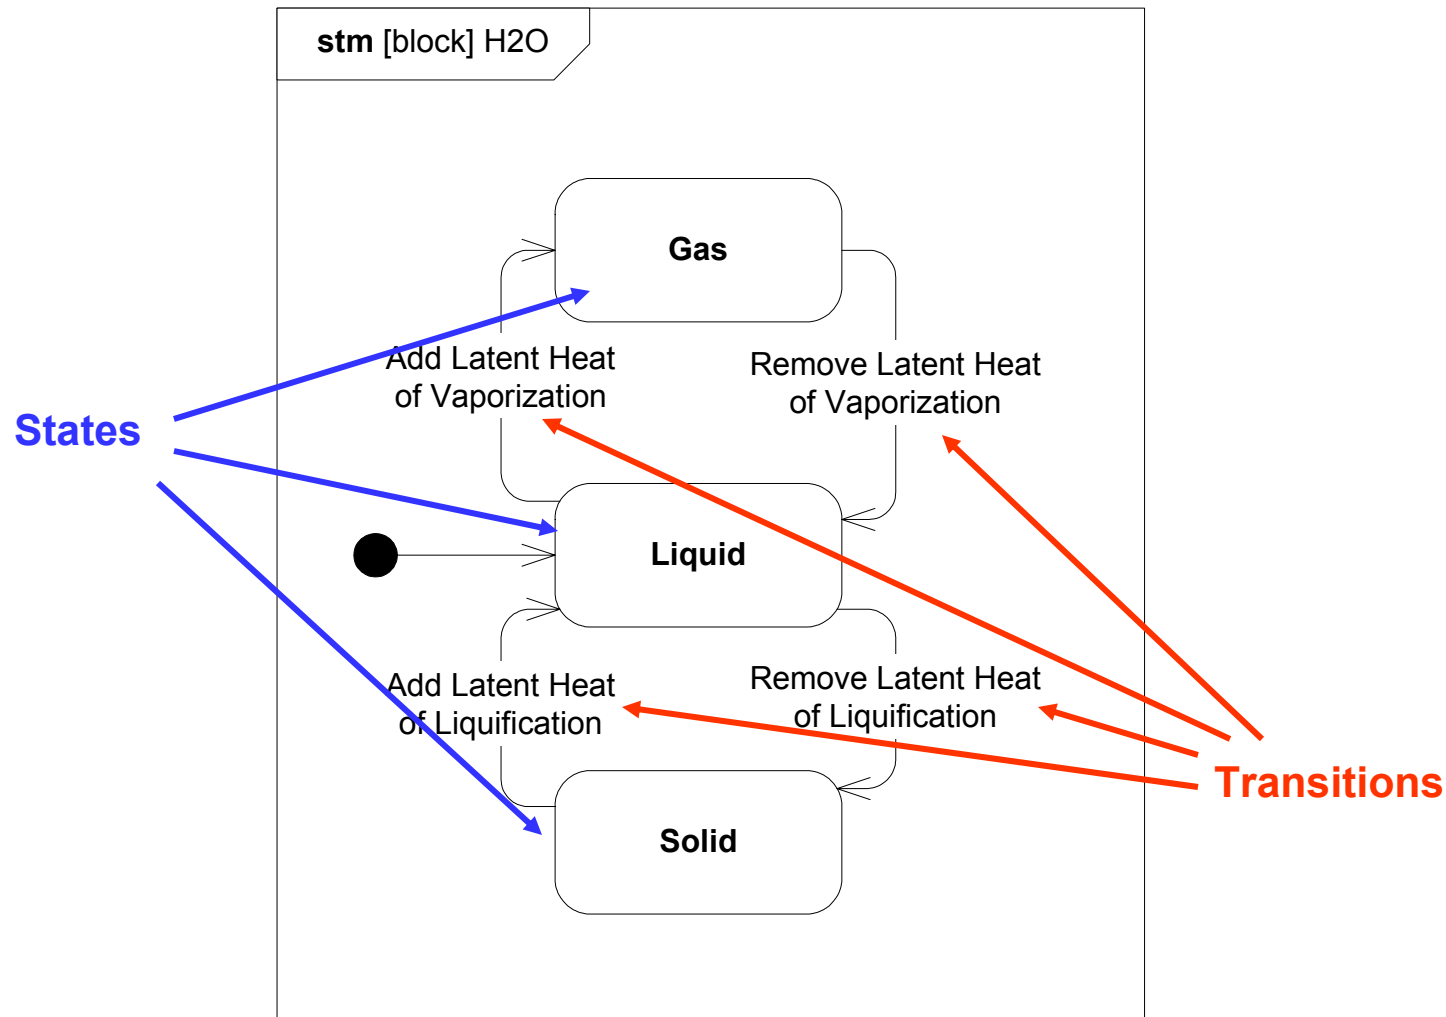 stm [block] H2O
Gas
Add Latent Heat
of Vaporization
Remove Latent Heat
of Vaporization
States
Liquid
Add Latent Heat
of Liquification
Remove Latent Heat
of Liquification
Transitions
Solid